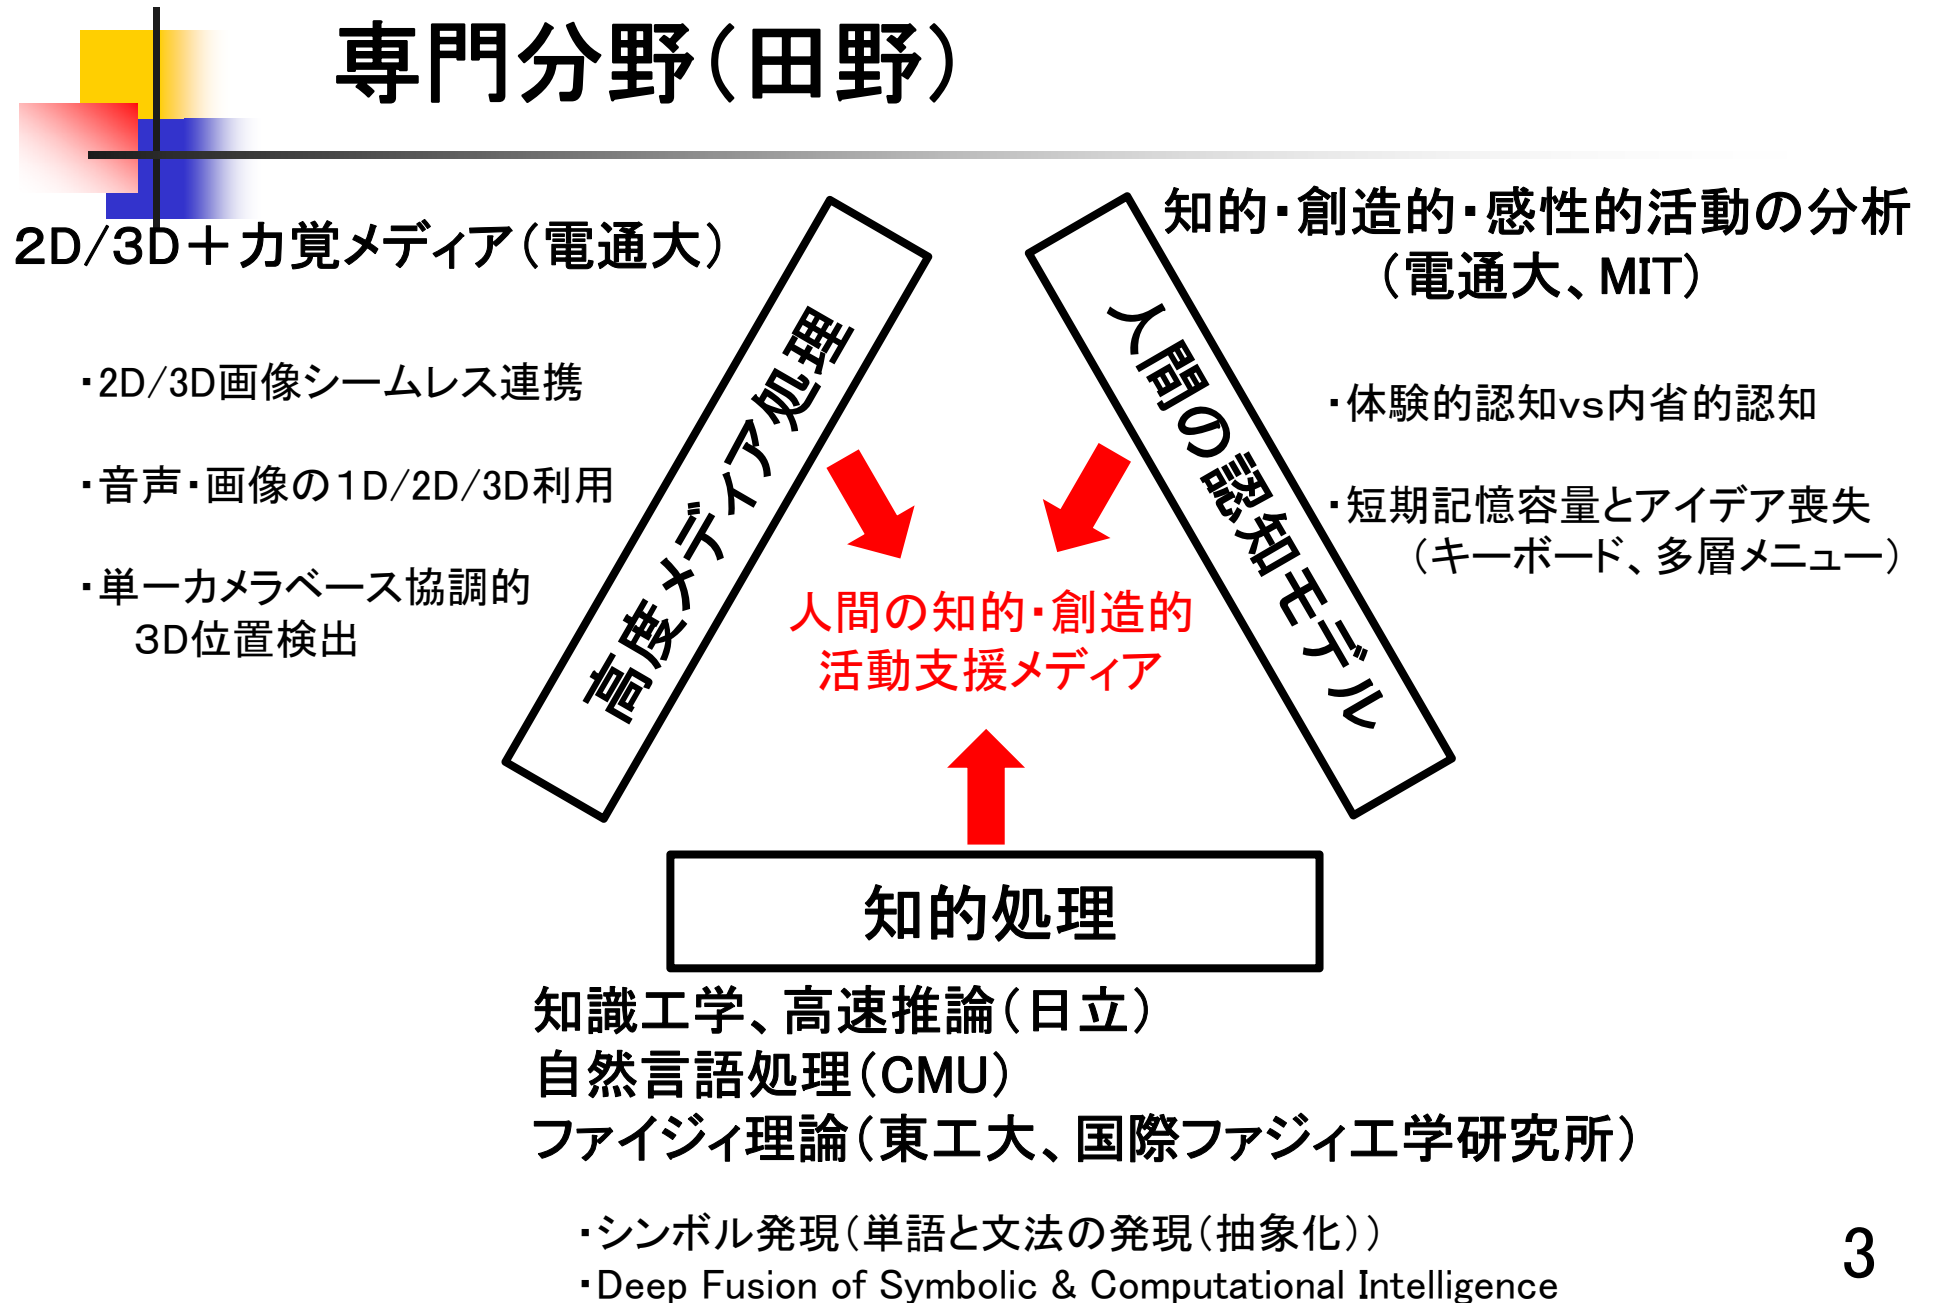 専門分野（田野）
２D/３D＋力覚メディア（電通大）
・2D/3D画像シームレス連携
・音声・画像の１D/2D/3D利用
・単一カメラベース協調的
３D位置検出
高度メディア処理
知的・創造的・感性的活動の分析
（電通大、MIT）
・体験的認知vs内省的認知
・短期記憶容量とアイデア喪失
（キーボード、多層メニュー）
人間の認知モデル
人間の知的・創造的
活動支援メディア
知的処理
知識工学、高速推論（日立）
自然言語処理（CMU）
ファイジィ理論（東工大、国際ファジィ工学研究所）
・シンボル発現（単語と文法の発現（抽象化））
・Deep Fusion of Symbolic & Computational Intelligence
3